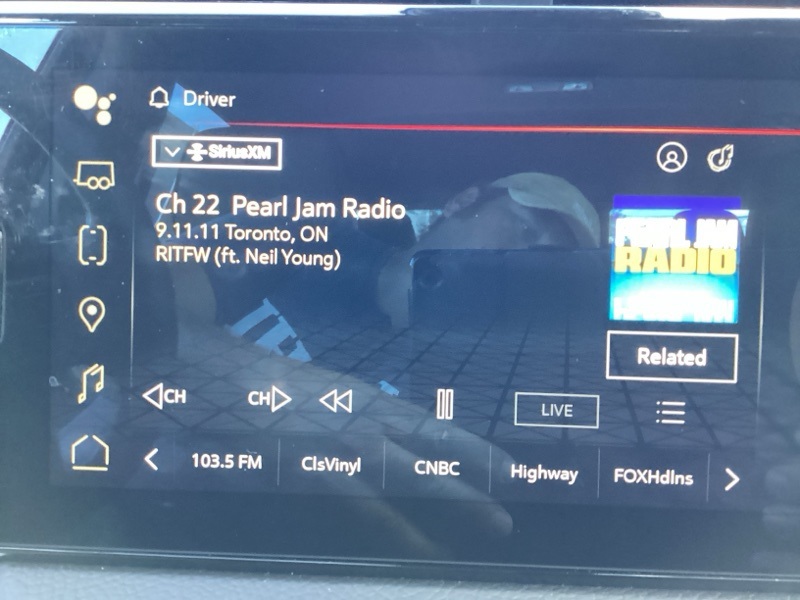 Driver
SiriusXM
Ch 22 Pearl Jam Radio
9.11.11 Toronto, ON
RITFW (ft. Neil Young)
PEARL JAM
RADIO
Related
CH
CH
LIVE
103.5 FM
ClsVinyl
CNBC
Highway
FOXHdlns